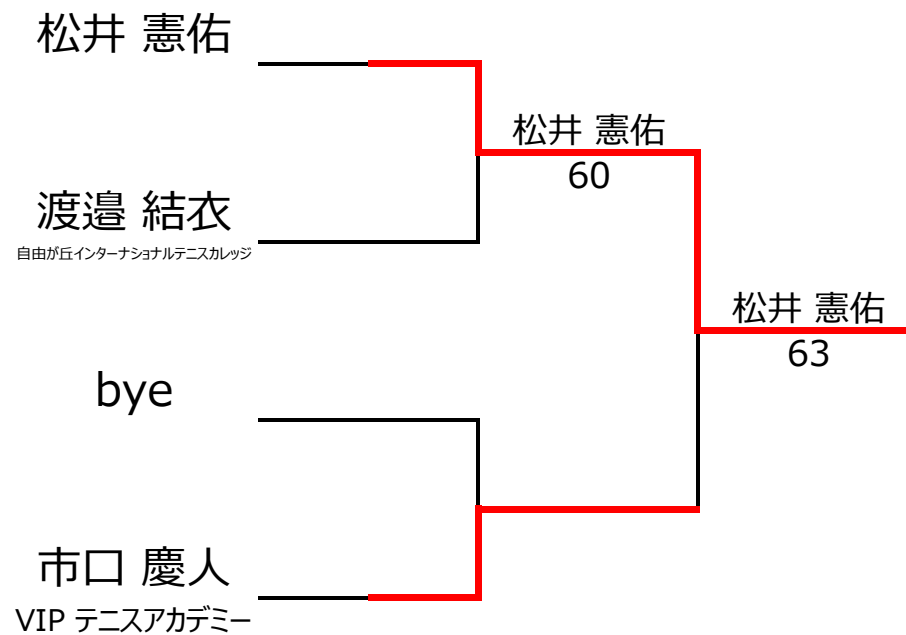 松井 憲佑
松井 憲佑
60
渡邉 結衣
自由が丘インターナショナルテニスカレッジ
松井 憲佑
63
bye
市口 慶人
VIP テニスアカデミー